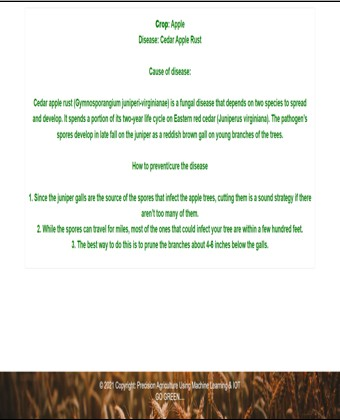 Crop: Apple
Disease: Cedar Apple Rust
Cause of disease:
Cedar apple rust (Gymnosporangium juniperi-virginianae) is a fungal disease that depends on two species to spread
and develop. It spends a portion of its two-year life cycle on Eastern red cedar (Juniperus virginiana). The pathogen's
spores develop in late fall on the juniper as a reddish brown gall on young branches of the trees.
How to prevent/cure the disease
1. Since the juniper galls are the source of the spores that infect the apple trees, cutting them is a sound strategy if there
aren't too many of them.
2. While the spores can travel for miles, most of the ones that could infect your tree are within a few hundred feet.
3. The best way to do this is to prune the branches about 4-6 inches below the galls.
© 2021 Copyright: Precision Agriculture Using Machine Learning & IOT
GO GREEN...